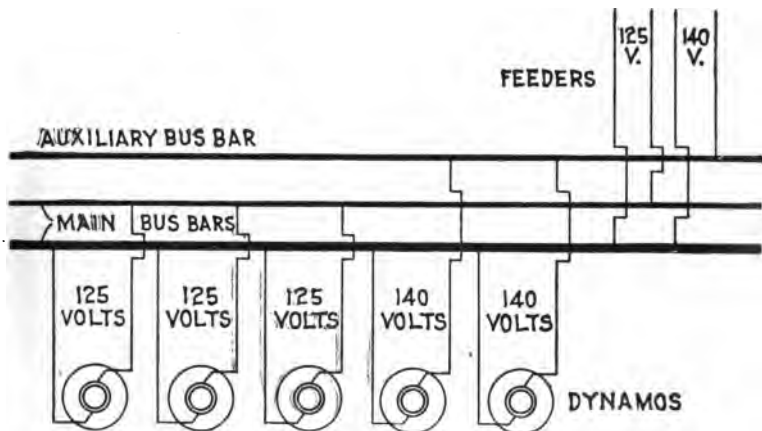 125 V.
140 V.
FEEDERS
AUXILIARY BUS BAR
MAIN BUS BARS
125 VOLTS
125 VOLTS
125 VOLTS
140 VOLTS
140 VOLTS
DYNAMOS